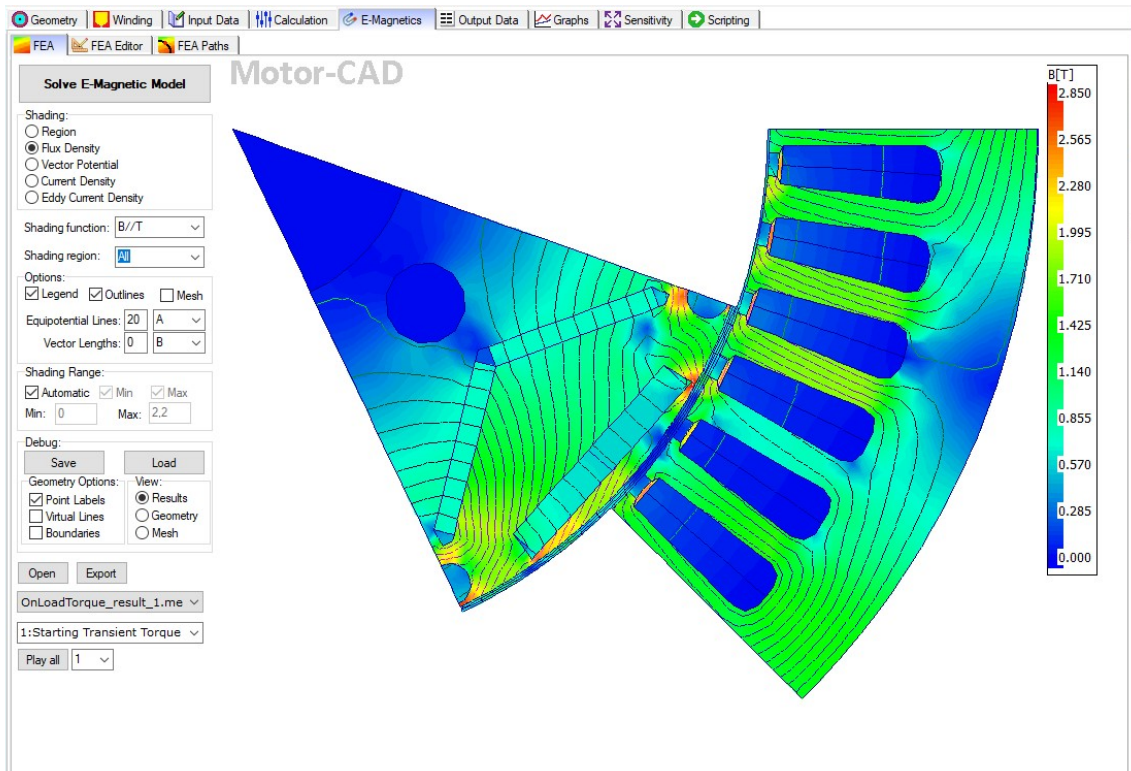 Geometry Winding Input Data Calculation E-Magnetics Output Data Graphs Sensitivity Scripting
FEA FEA Editor FEA Paths
Solve E-Magnetic Model
Motor-CAD
Shading:
Region
Flux Density
Vector Potential
Current Density
Eddy Current Density
Shading function: B//T
Shading region: All
Options:
Legend Outlines Mesh
Equipotential Lines: 20 A
Vector Lengths: 0 B
Shading Range:
Automatic Min Max
Min: 0 Max: 2,2
Debug:
Save Load
Geometry Options: View:
Point Labels Results
Virtual Lines Geometry
Boundaries Mesh
Open Export
OnLoadTorque_result_1.me
1:Starting Transient Torque
Play all 1
B[T]
2.850
2.565
2.280
1.995
1.710
1.425
1.140
0.855
0.570
0.285
0.000